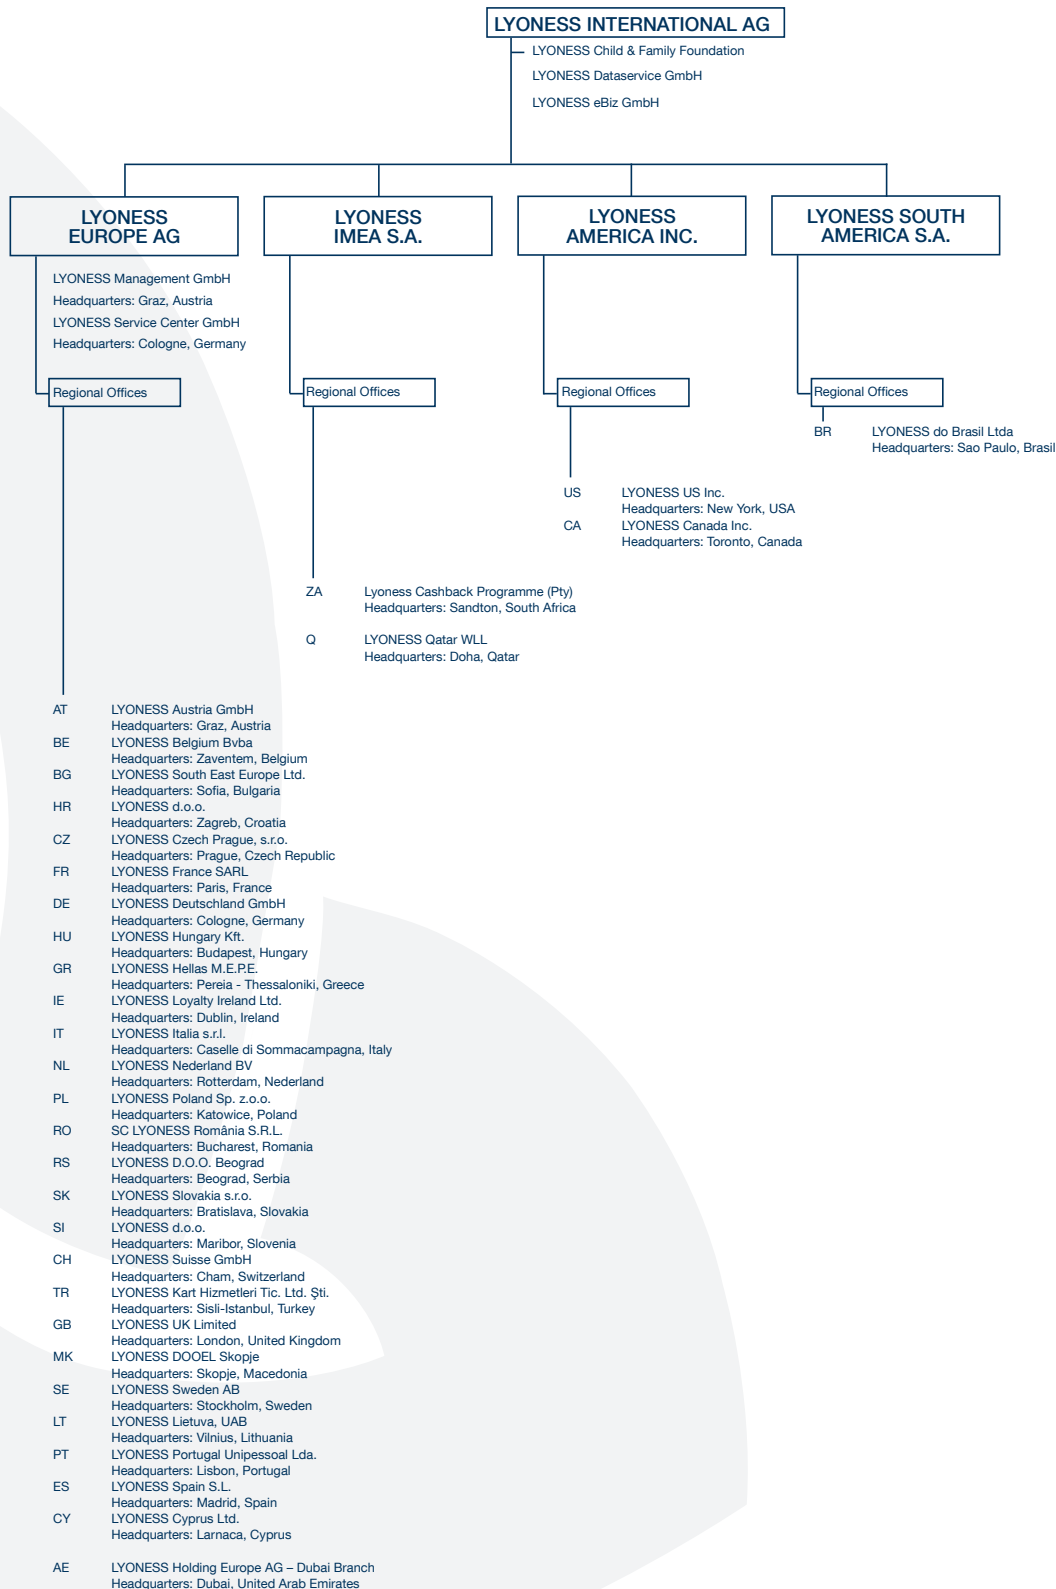 LYONESS INTERNATIONAL AG
LYONESS Child & Family Foundation
LYONESS Dataservice GmbH
LYONESS eBiz GmbH
LYONESS
EUROPE AG
LYONESS
IMEA S.A.
LYONESS
AMERICA INC.
LYONESS SOUTH
AMERICA S.A.
LYONESS Management GmbH
Headquarters: Graz, Austria
LYONESS Service Center GmbH
Headquarters: Cologne, Germany
Regional Offices
Regional Offices
Regional Offices
Regional Offices
BR LYONESS do Brasil Ltda
Headquarters: Sao Paulo, Brasil
US LYONESS US Inc.
Headquarters: New York, USA
CA LYONESS Canada Inc.
Headquarters: Toronto, Canada
ZA Lyoness Cashback Programme (Pty)
Headquarters: Sandton, South Africa
Q LYONESS Qatar WLL
Headquarters: Doha, Qatar
AT LYONESS Austria GmbH
Headquarters: Graz, Austria
BE LYONESS Belgium Bvba
Headquarters: Zaventem, Belgium
BG LYONESS South East Europe Ltd.
Headquarters: Sofia, Bulgaria
HR LYONESS d.o.o.
Headquarters: Zagreb, Croatia
CZ LYONESS Czech Prague, s.r.o.
Headquarters: Prague, Czech Republic
FR LYONESS France SARL
Headquarters: Paris, France
DE LYONESS Deutschland GmbH
Headquarters: Cologne, Germany
HU LYONESS Hungary Kft.
Headquarters: Budapest, Hungary
GR LYONESS Hellas M.E.P.E.
Headquarters: Pereia - Thessaloniki, Greece
IE LYONESS Loyalty Ireland Ltd.
Headquarters: Dublin, Ireland
IT LYONESS Italia s.r.l.
Headquarters: Caselle di Sommacampagna, Italy
NL LYONESS Nederland BV
Headquarters: Rotterdam, Nederland
PL LYONESS Poland Sp. z.o.o.
Headquarters: Katowice, Poland
RO SC LYONESS România S.R.L.
Headquarters: Bucharest, Romania
RS LYONESS D.O.O. Beograd
Headquarters: Beograd, Serbia
SK LYONESS Slovakia s.r.o.
Headquarters: Bratislava, Slovakia
SI LYONESS d.o.o.
Headquarters: Maribor, Slovenia
CH LYONESS Suisse GmbH
Headquarters: Cham, Switzerland
TR LYONESS Kart Hizmetleri Tic. Ltd. Şti.
Headquarters: Sisli-Istanbul, Turkey
GB LYONESS UK Limited
Headquarters: London, United Kingdom
MK LYONESS DOOEL Skopje
Headquarters: Skopje, Macedonia
SE LYONESS Sweden AB
Headquarters: Stockholm, Sweden
LT LYONESS Lietuva, UAB
Headquarters: Vilnius, Lithuania
PT LYONESS Portugal Unipessoal Lda.
Headquarters: Lisbon, Portugal
ES LYONESS Spain S.L.
Headquarters: Madrid, Spain
CY LYONESS Cyprus Ltd.
Headquarters: Larnaca, Cyprus
AE LYONESS Holding Europe AG – Dubai Branch
Headquarters: Dubai, United Arab Emirates